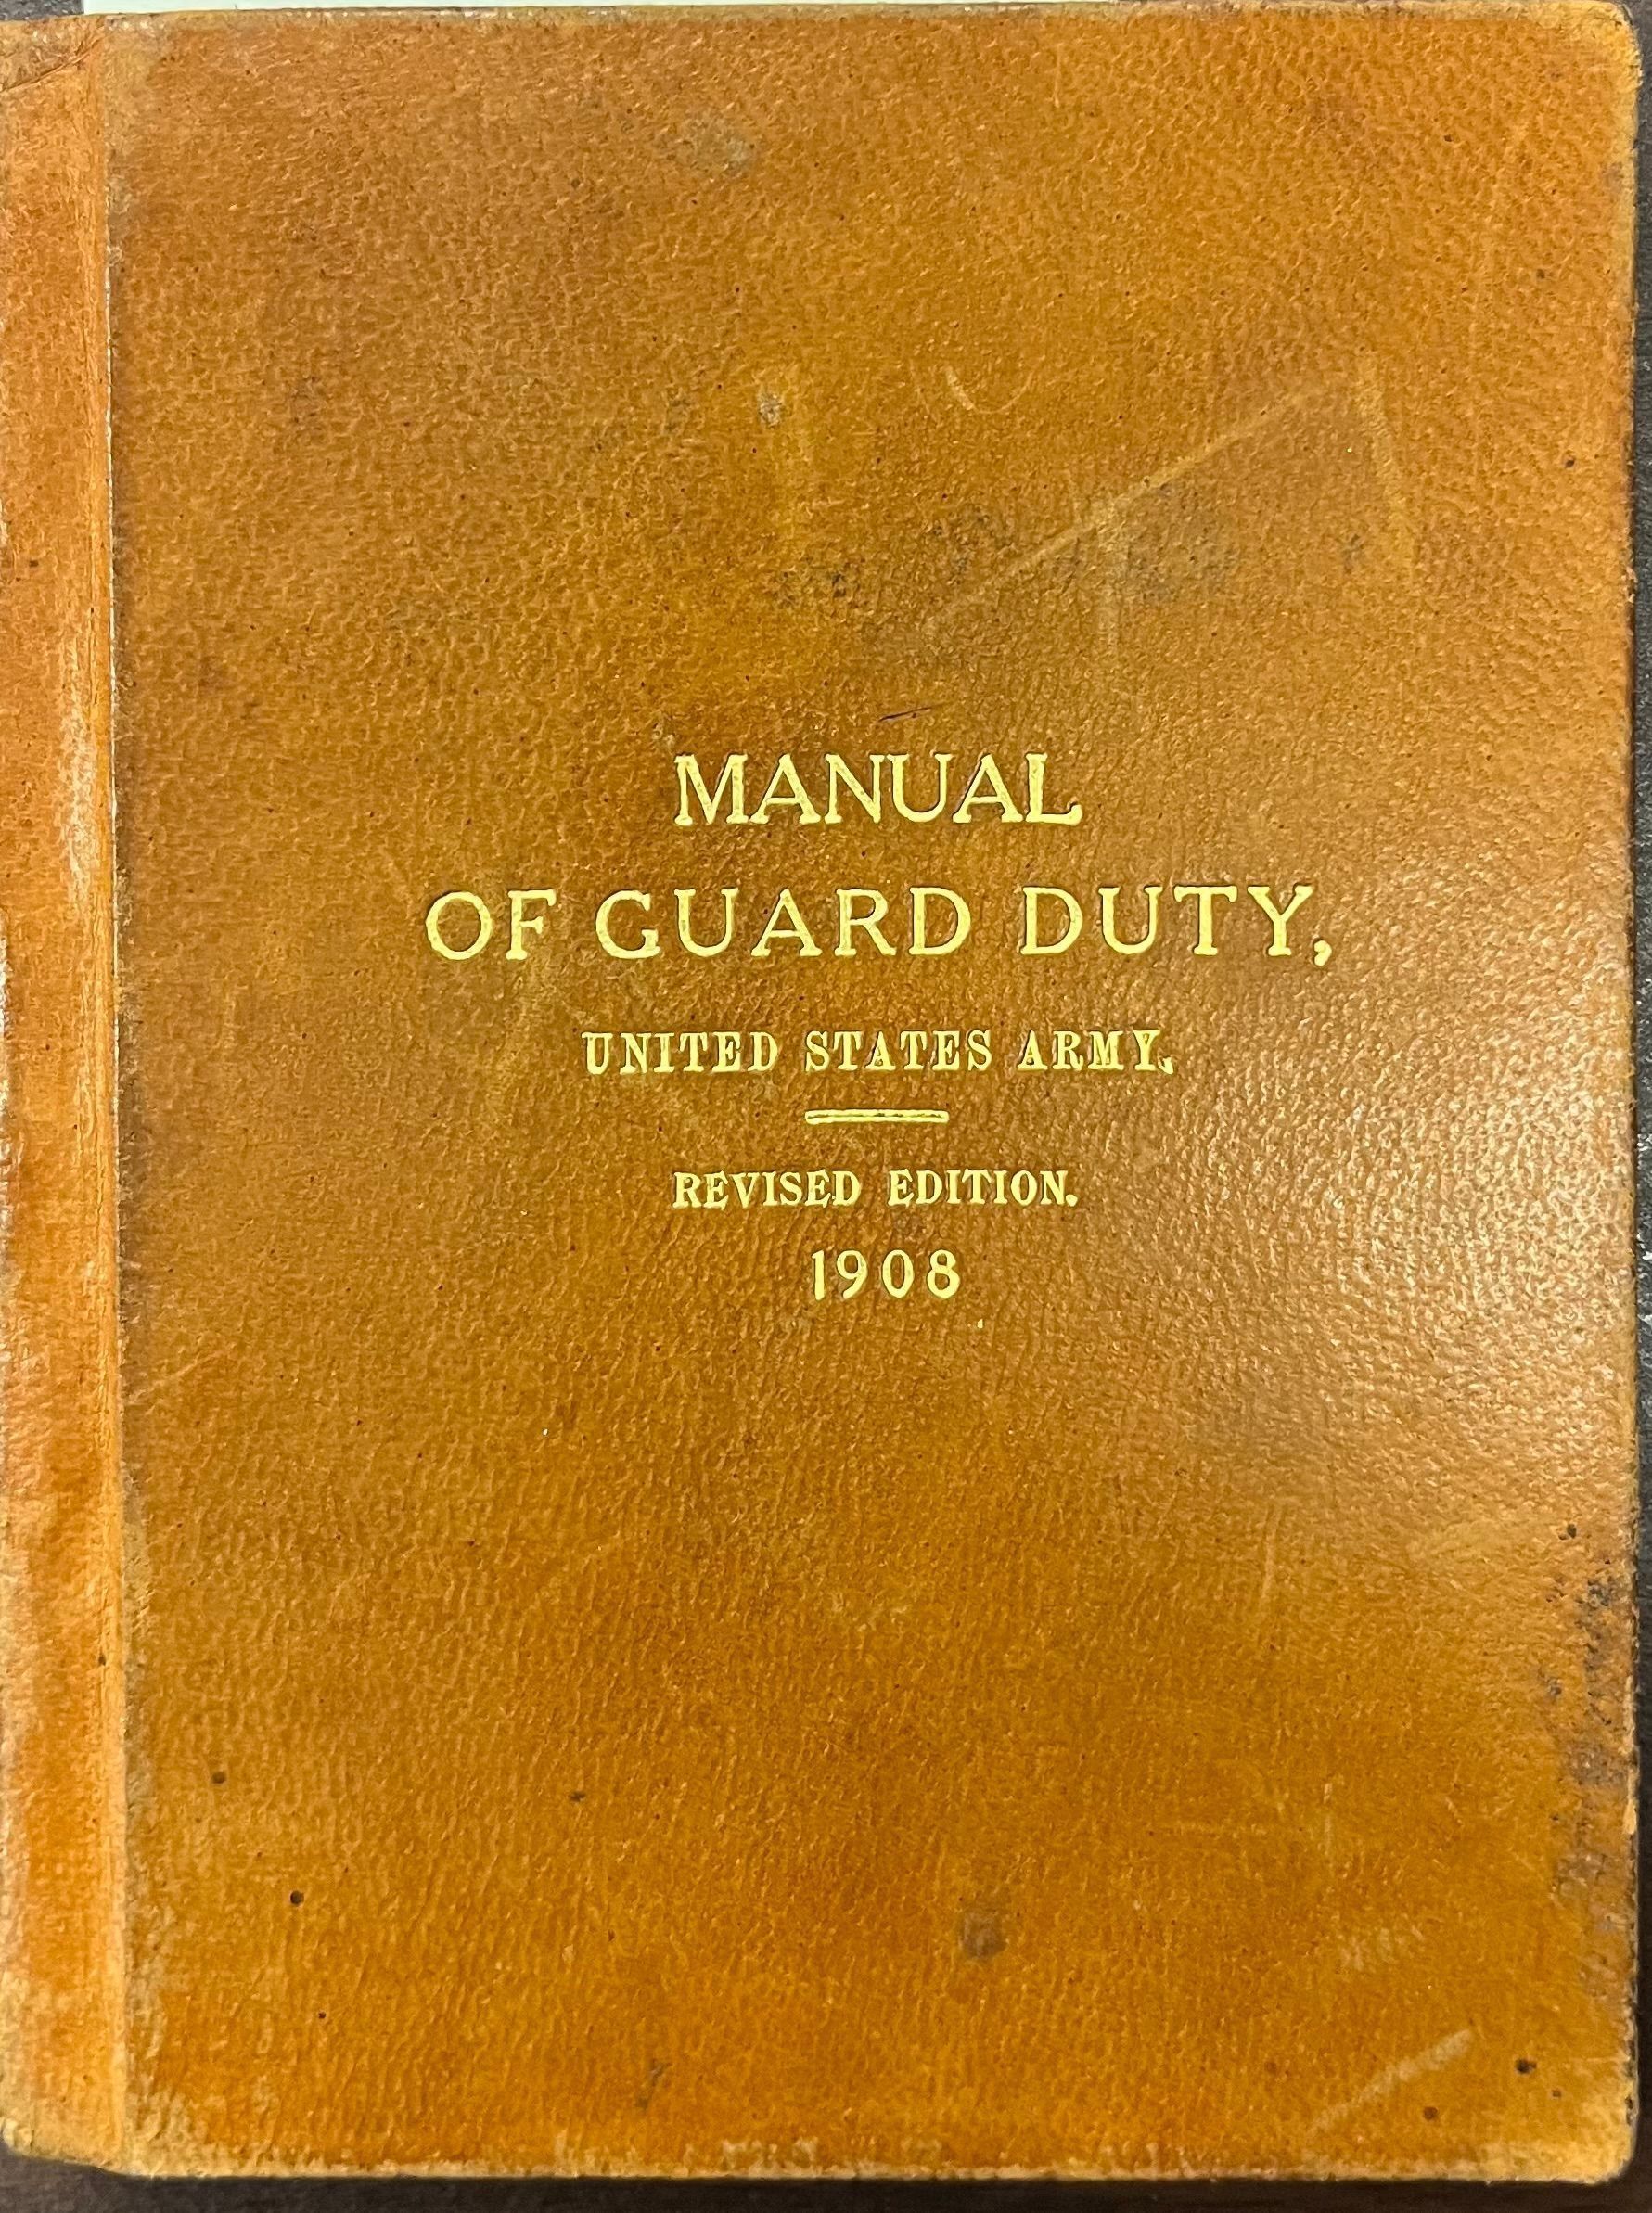 MANUAL
OF GUARD DUTY,
UNITED STATES ARMY,
REVISED EDITION.
1908